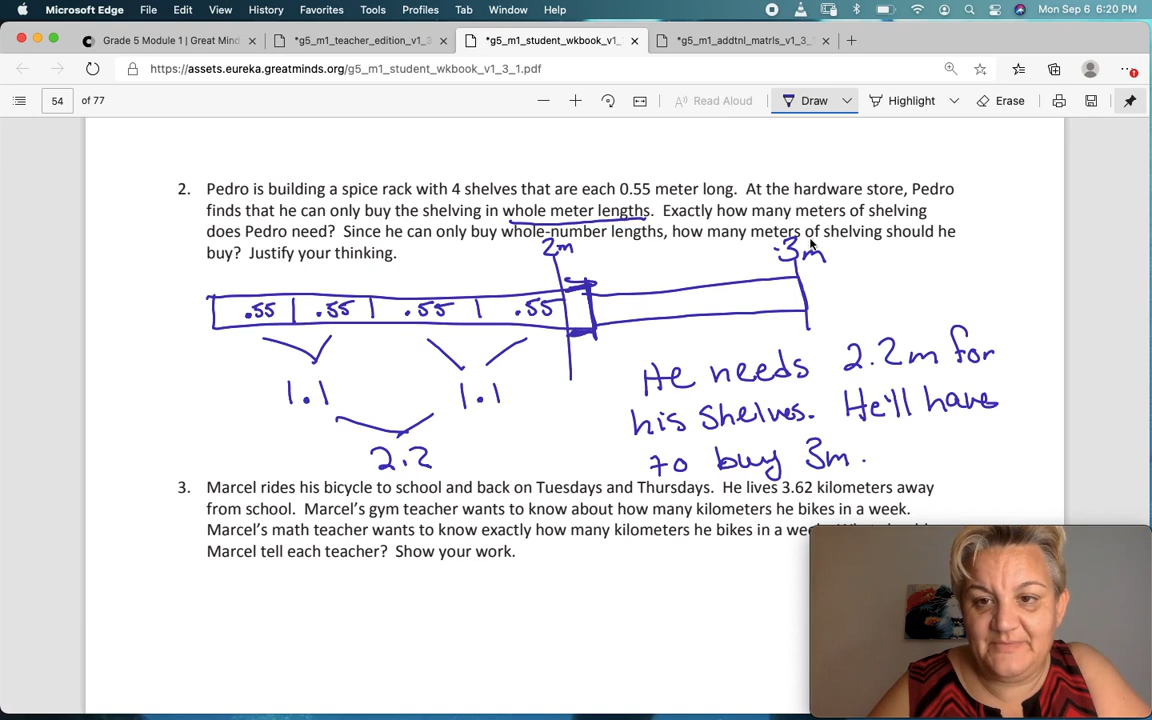 Microsoft Edge File Edit View History Favorites Tools Profiles Tab Window Help Mon Sep 6 6:20 PM
Grade 5 Module 1 | Great Mind *g5_m1_teacher_edition_v1_3 *g5_m1_student_wkbook_v1_ *g5_m1_addtnl_matrls_v1_3_
https://assets.eureka.greatminds.org/g5_m1_student_wkbook_v1_3_1.pdf
54 of 77 Read Aloud Draw Highlight Erase
2. Pedro is building a spice rack with 4 shelves that are each 0.55 meter long. At the hardware store, Pedro
finds that he can only buy the shelving in whole meter lengths. Exactly how many meters of shelving
does Pedro need? Since he can only buy whole-number lengths, how many meters of shelving should he
buy? Justify your thinking.
2m 3m
.55 .55 .55 .55
1.1 1.1
2.2
He needs 2.2m for
his shelves. He'll have
to buy 3m.
3. Marcel rides his bicycle to school and back on Tuesdays and Thursdays. He lives 3.62 kilometers away
from school. Marcel's gym teacher wants to know about how many kilometers he bikes in a week.
Marcel's math teacher wants to know exactly how many kilometers he bikes in a
Marcel tell each teacher? Show your work.